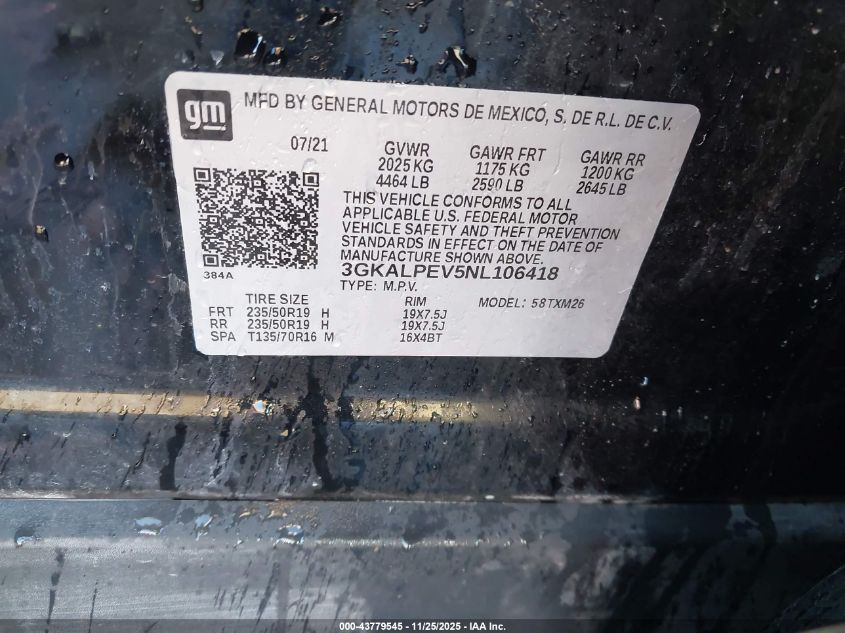 gm
MFD BY GENERAL MOTORS DE MEXICO, S. DE R.L. DE C.V.
07/21
GVWR
2025 KG
4464 LB
GAWR FRT
1175 KG
2590 LB
GAWR RR
1200 KG
2645 LB
THIS VEHICLE CONFORMS TO ALL
APPLICABLE U.S. FEDERAL MOTOR
VEHICLE SAFETY AND THEFT PREVENTION
STANDARDS IN EFFECT ON THE DATE OF
MANUFACTURE SHOWN ABOVE.
384A
3GKALPEV5NL106418
TYPE: M.P.V.
TIRE SIZE RIM MODEL: 58TXM26
FRT 235/50R19 H 19X7.5J
RR 235/50R19 H 19X7.5J
SPA T135/70R16 M 16X4BT
000-43779545 - 11/25/2025 - IAA Inc.